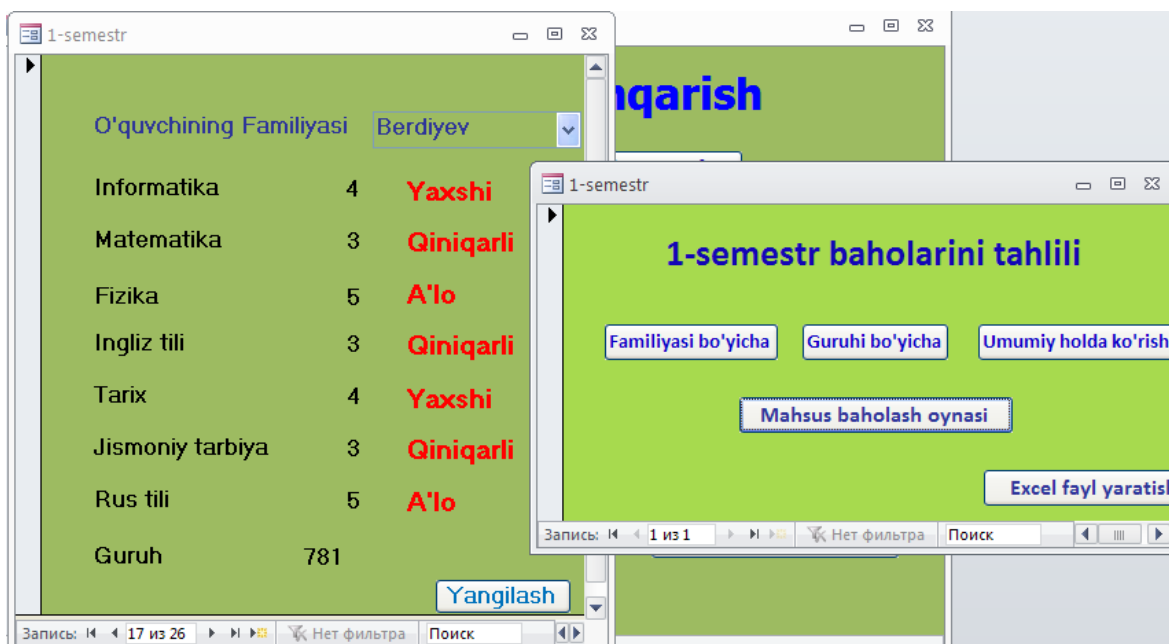 1-semestr
O'quvchining Familiyasi Berdiyev
Informatika 4 Yaxshi
Matematika 3 Qiniqarli
Fizika 5 A'lo
Ingliz tili 3 Qiniqarli
Tarix 4 Yaxshi
Jismoniy tarbiya 3 Qiniqarli
Rus tili 5 A'lo
Guruh 781
Yangilash
Запись: 17 из 26 Нет фильтра Поиск
nqarish
1-semestr
1-semestr baholarini tahlili
Familiyasi bo'yicha Guruhi bo'yicha Umumiy holda ko'rish
Mahsus baholash oynasi
Excel fayl yaratish
Запись: 1 из 1 Нет фильтра Поиск